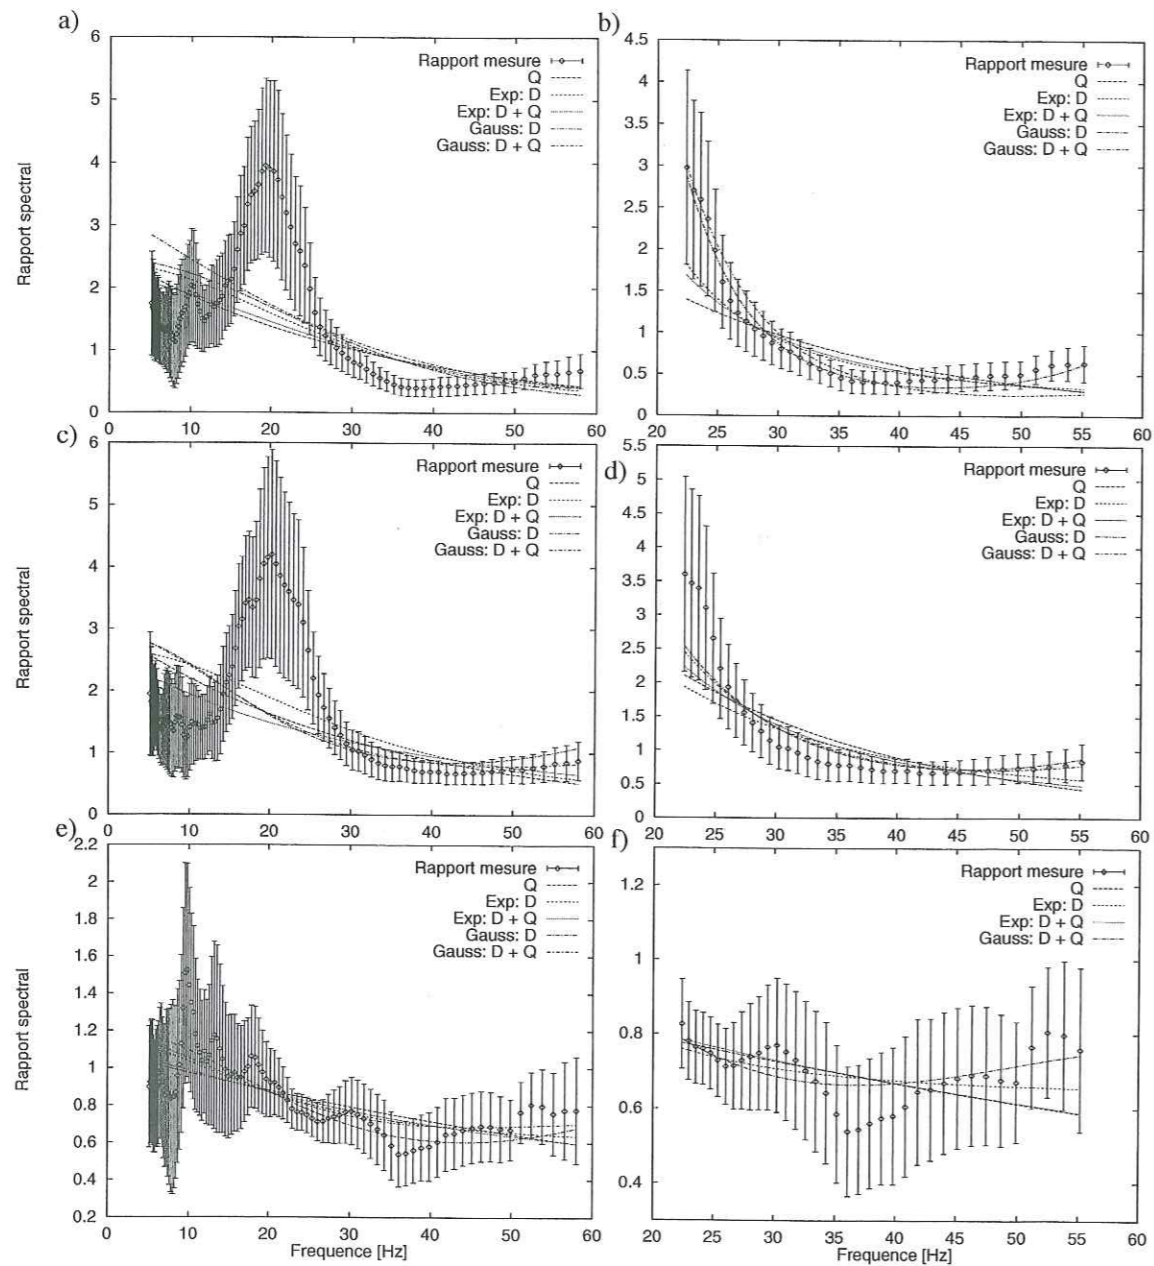 a)
6
5
4
3
2
1
0
Rapport spectral
Rapport mesure
Q
Exp: D
Exp: D + Q
Gauss: D
Gauss: D + Q
0 10 20 30 40 50 60
b)
4.5
4
3.5
3
2.5
2
1.5
1
0.5
0
Rapport mesure
Q
Exp: D
Exp: D + Q
Gauss: D
Gauss: D + Q
20 25 30 35 40 45 50 55 60
c)
6
5
4
3
2
1
0
Rapport spectral
Rapport mesure
Q
Exp: D
Exp: D + Q
Gauss: D
Gauss: D + Q
0 10 20 30 40 50 60
d)
5.5
5
4.5
4
3.5
3
2.5
2
1.5
1
0.5
0
Rapport mesure
Q
Exp: D
Exp: D + Q
Gauss: D
Gauss: D + Q
20 25 30 35 40 45 50 55 60
e)
2.2
2
1.8
1.6
1.4
1.2
1
0.8
0.6
0.4
0.2
Rapport spectral
Rapport mesure
Q
Exp: D
Exp: D + Q
Gauss: D
Gauss: D + Q
0 10 20 30 40 50 60
Frequence [Hz]
f)
1.2
1
0.8
0.6
0.4
Rapport mesure
Q
Exp: D
Exp: D + Q
Gauss: D + Q
20 25 30 35 40 45 50 55 60
Frequence [Hz]